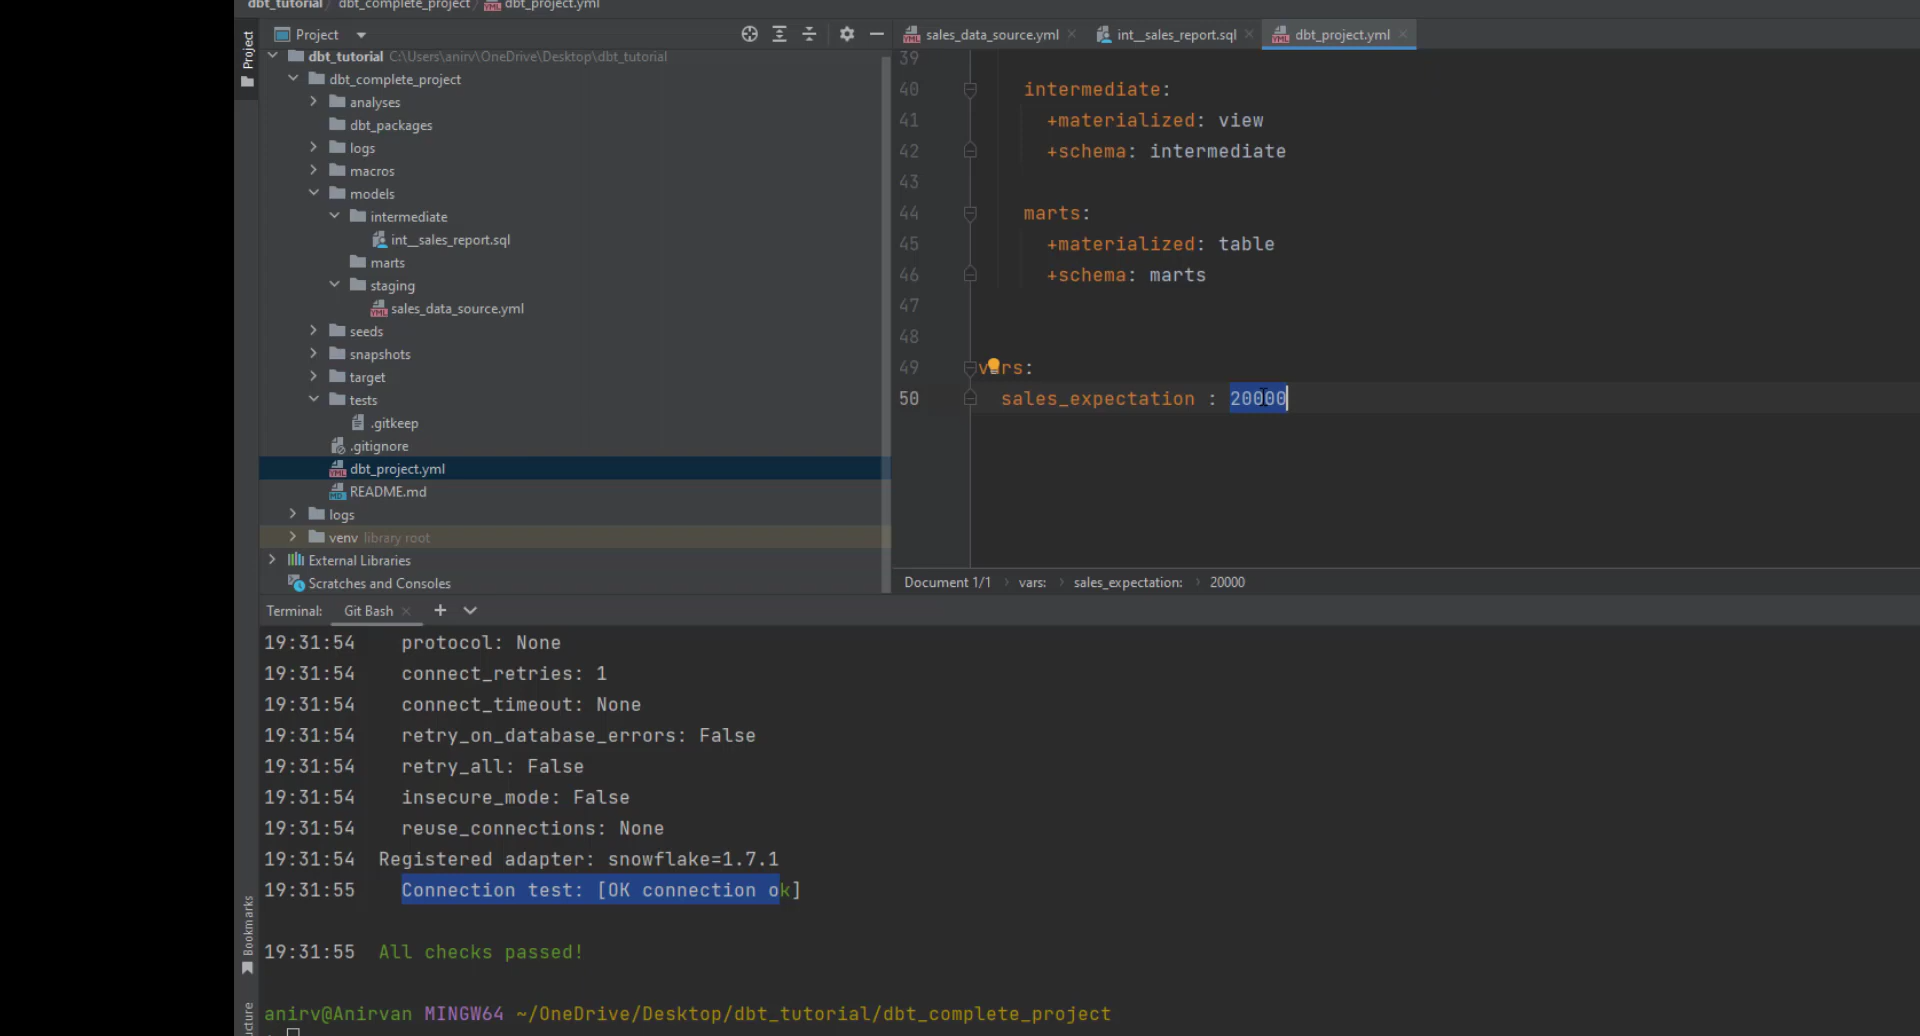 dbt_tutorial dbt_complete_project dbt_project.yml
Project
Project
dbt_tutorial C:\Users\anirv\OneDrive\Desktop\dbt_tutorial
dbt_complete_project
analyses
dbt_packages
logs
macros
models
intermediate
int__sales_report.sql
marts
staging
sales_data_source.yml
seeds
snapshots
target
tests
.gitkeep
.gitignore
dbt_project.yml
README.md
logs
venv library root
External Libraries
Scratches and Consoles
sales_data_source.yml int__sales_report.sql dbt_project.yml
39
40 intermediate:
41 +materialized: view
42 +schema: intermediate
43
44 marts:
45 +materialized: table
46 +schema: marts
47
48
49 vars:
50 sales_expectation : 20000
Document 1/1 vars: sales_expectation: 20000
Terminal: Git Bash
19:31:54 protocol: None
19:31:54 connect_retries: 1
19:31:54 connect_timeout: None
19:31:54 retry_on_database_errors: False
19:31:54 retry_all: False
19:31:54 insecure_mode: False
19:31:54 reuse_connections: None
19:31:54 Registered adapter: snowflake=1.7.1
19:31:55 Connection test: [OK connection ok]
19:31:55 All checks passed!
anirv@Anirvan MINGW64 ~/OneDrive/Desktop/dbt_tutorial/dbt_complete_project
Bookmarks